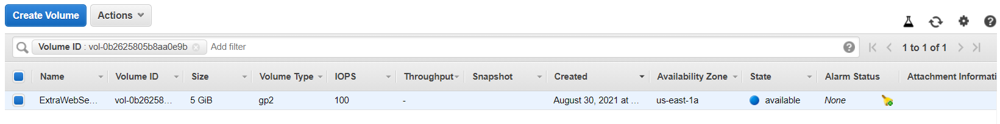 Create Volume Actions
Volume ID : vol-0b2625805b8aa0e9b Add filter 1 to 1 of 1
Name Volume ID Size Volume Type IOPS Throughput Snapshot Created Availability Zone State Alarm Status Attachment Informati
ExtraWebSe... vol-0b26258... 5 GiB gp2 100 - August 30, 2021 at ... us-east-1a available None